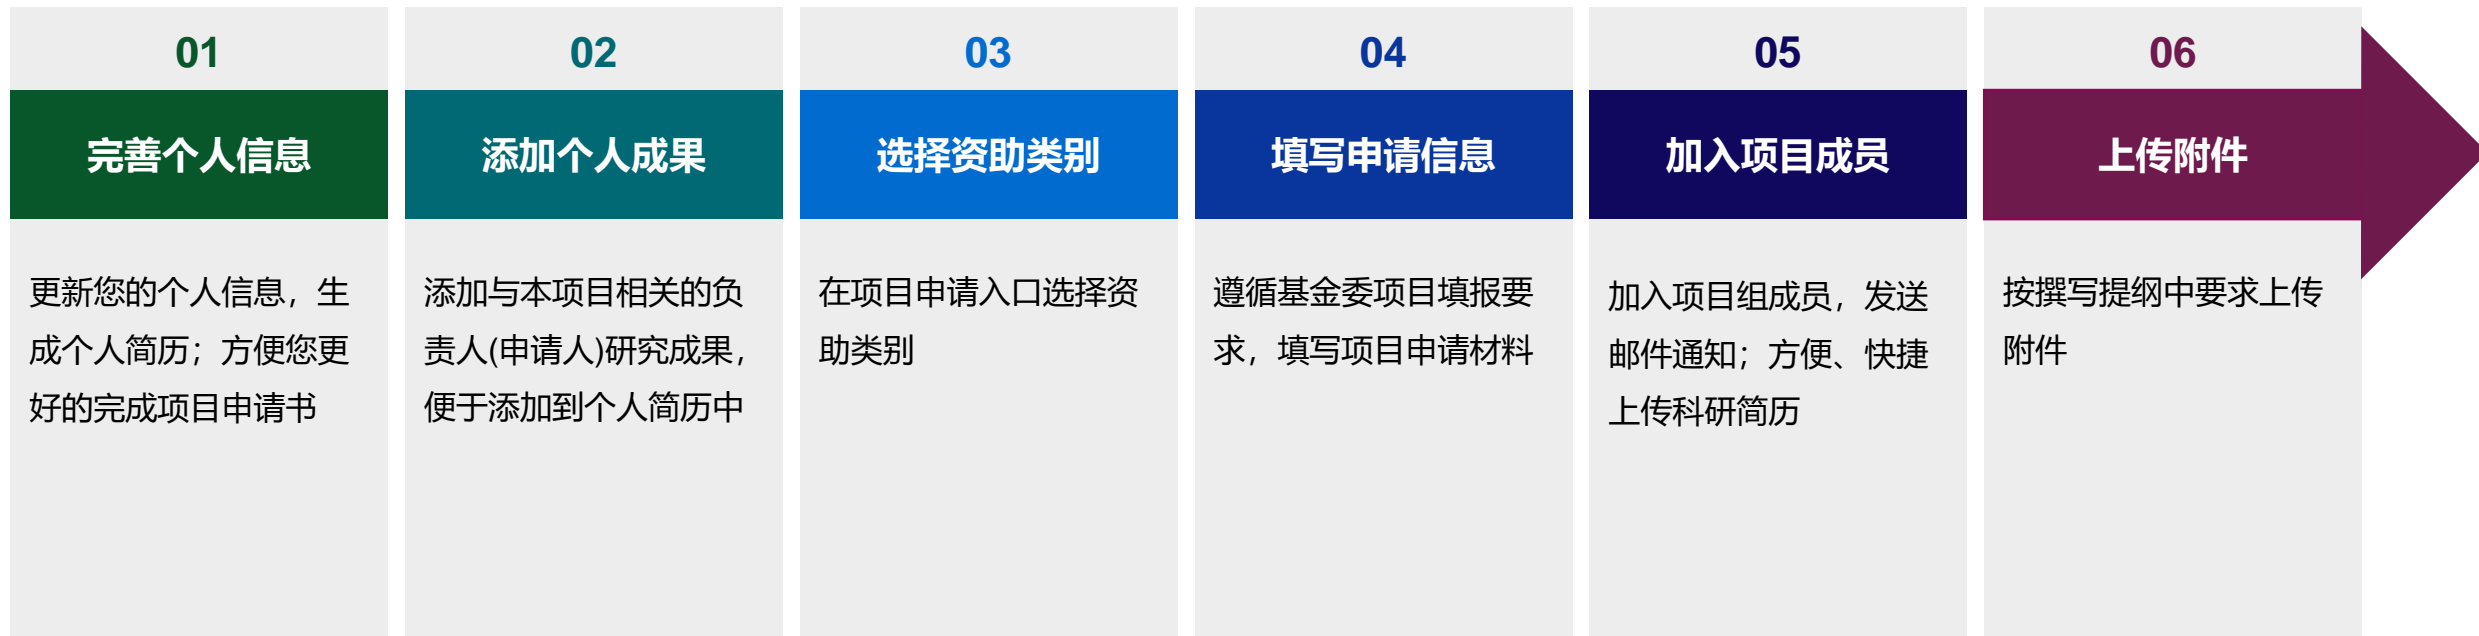 01
完善个人信息
更新您的个人信息，生
成个人简历；方便您更
好的完成项目申请书
02
添加个人成果
添加与本项目相关的负
责人(申请人)研究成果，
便于添加到个人简历中
03
选择资助类别
在项目申请入口选择资
助类别
04
填写申请信息
遵循基金委项目填报要
求，填写项目申请材料
05
加入项目成员
加入项目组成员，发送
邮件通知；方便、快捷
上传科研简历
06
上传附件
按撰写提纲中要求上传
附件